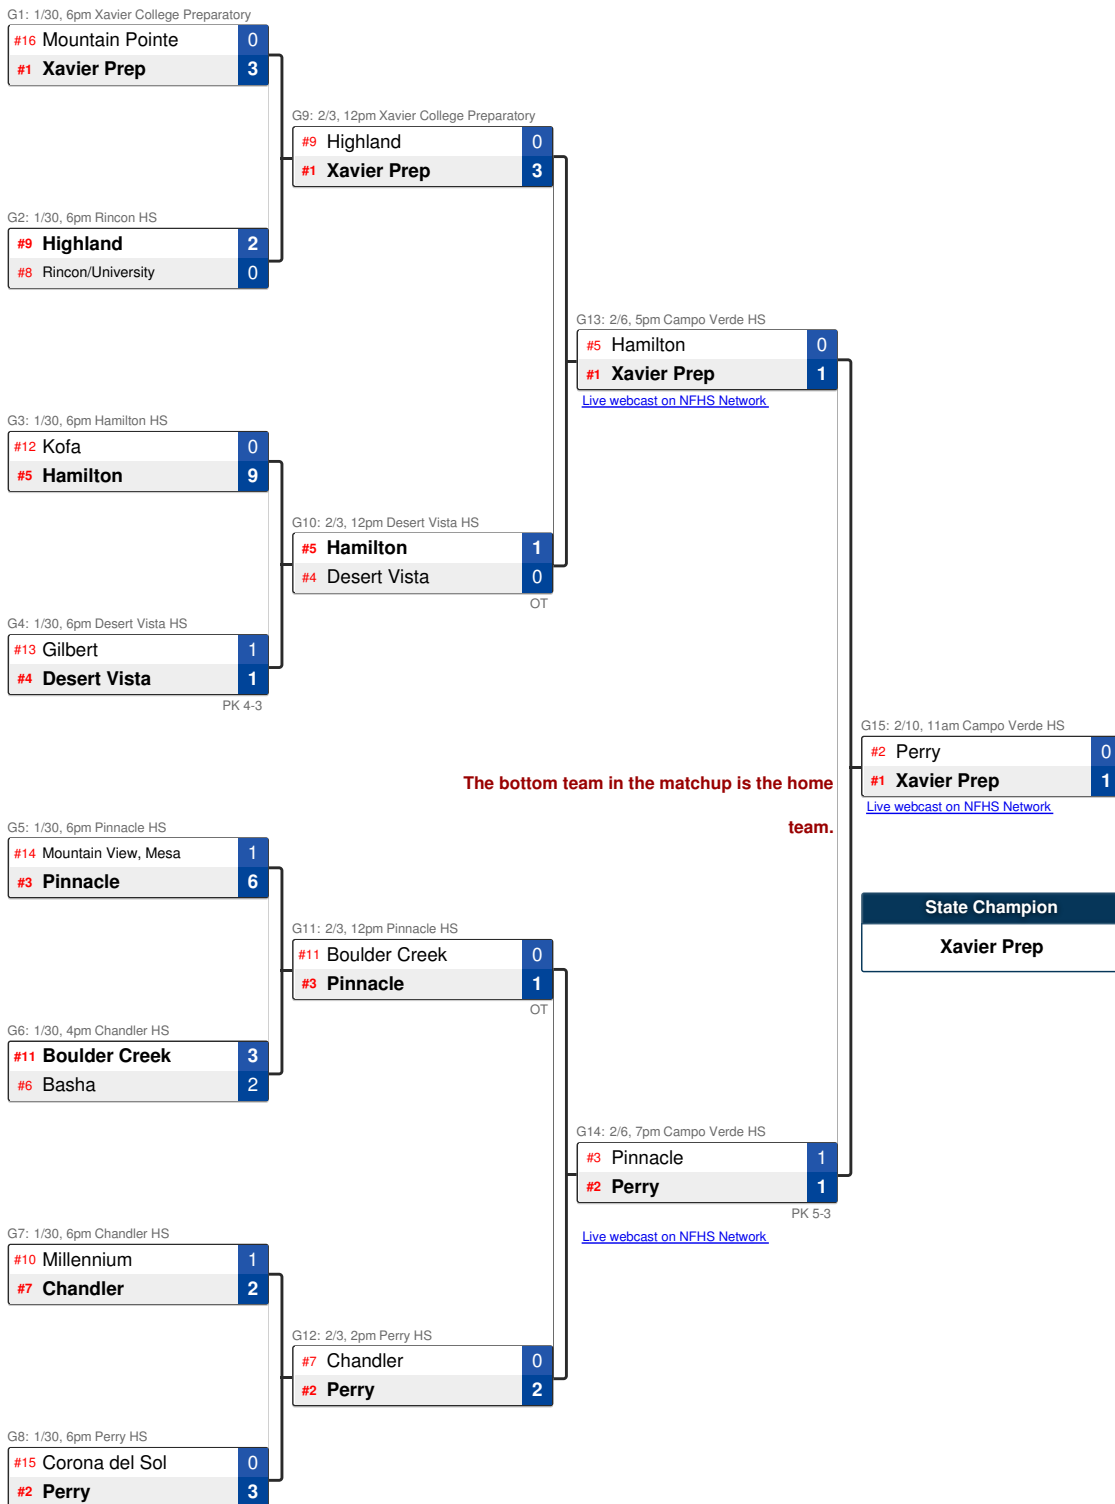 G1: 1/30, 6pm Xavier College Preparatory
#16 Mountain Pointe 0
#1 Xavier Prep 3
G9: 2/3, 12pm Xavier College Preparatory
#9 Highland 0
#1 Xavier Prep 3
G2: 1/30, 6pm Rincon HS
#9 Highland 2
#8 Rincon/University 0
G13: 2/6, 5pm Campo Verde HS
#5 Hamilton 0
#1 Xavier Prep 1
Live webcast on NFHS Network
G3: 1/30, 6pm Hamilton HS
#12 Kofa 0
#5 Hamilton 9
G10: 2/3, 12pm Desert Vista HS
#5 Hamilton 1
#4 Desert Vista 0
OT
G4: 1/30, 6pm Desert Vista HS
#13 Gilbert 1
#4 Desert Vista 1
PK 4-3
G15: 2/10, 11am Campo Verde HS
#2 Perry 0
#1 Xavier Prep 1
Live webcast on NFHS Network
The bottom team in the matchup is the home
team.
G5: 1/30, 6pm Pinnacle HS
#14 Mountain View, Mesa 1
#3 Pinnacle 6
State Champion
Xavier Prep
G11: 2/3, 12pm Pinnacle HS
#11 Boulder Creek 0
#3 Pinnacle 1
OT
G6: 1/30, 4pm Chandler HS
#11 Boulder Creek 3
#6 Basha 2
G14: 2/6, 7pm Campo Verde HS
#3 Pinnacle 1
#2 Perry 1
PK 5-3
Live webcast on NFHS Network
G7: 1/30, 6pm Chandler HS
#10 Millennium 1
#7 Chandler 2
G12: 2/3, 2pm Perry HS
#7 Chandler 0
#2 Perry 2
G8: 1/30, 6pm Perry HS
#15 Corona del Sol 0
#2 Perry 3